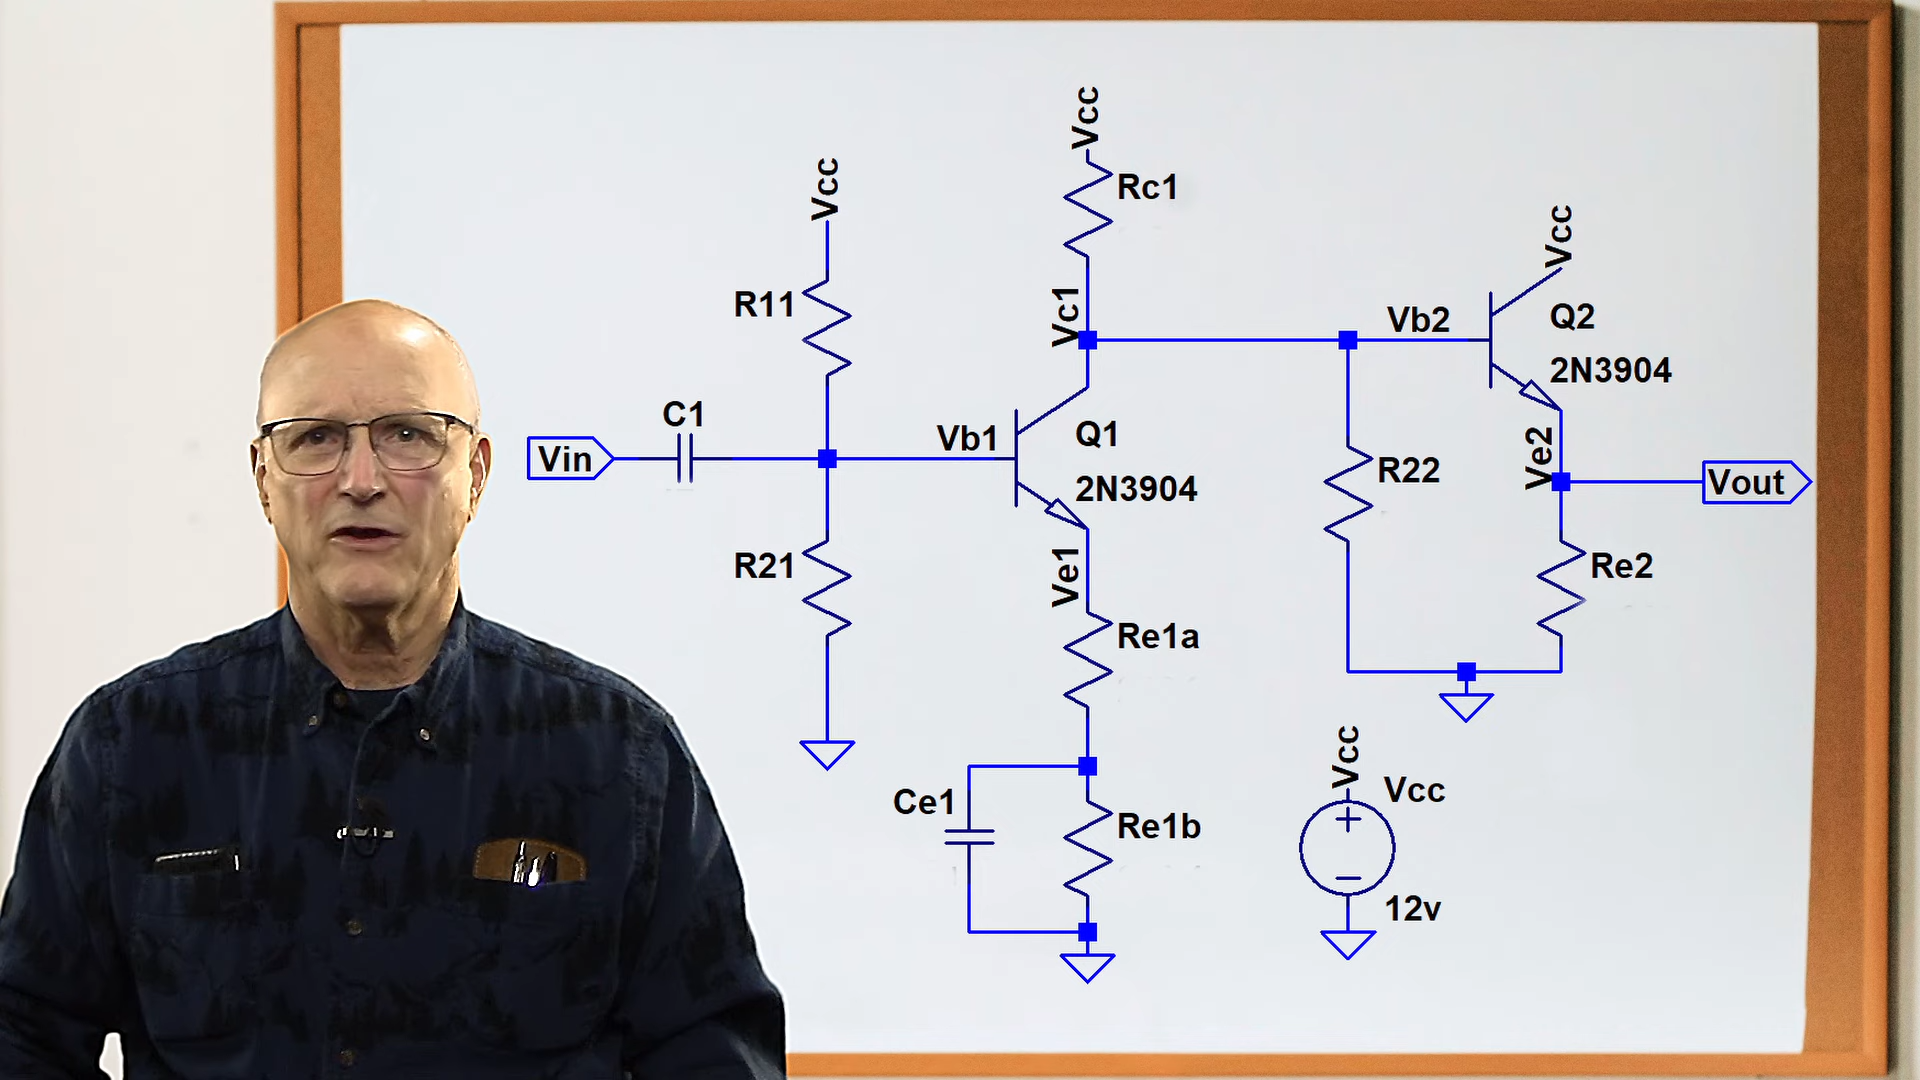 Vcc
Rc1
Vcc
Vcc
R11
Vc1
Vb2
Q2
2N3904
C1
Vb1
Q1
Vin
2N3904
R22
Ve2
Vout
R21
Ve1
Re2
Re1a
Vcc
Vcc
Ce1
Re1b
12v